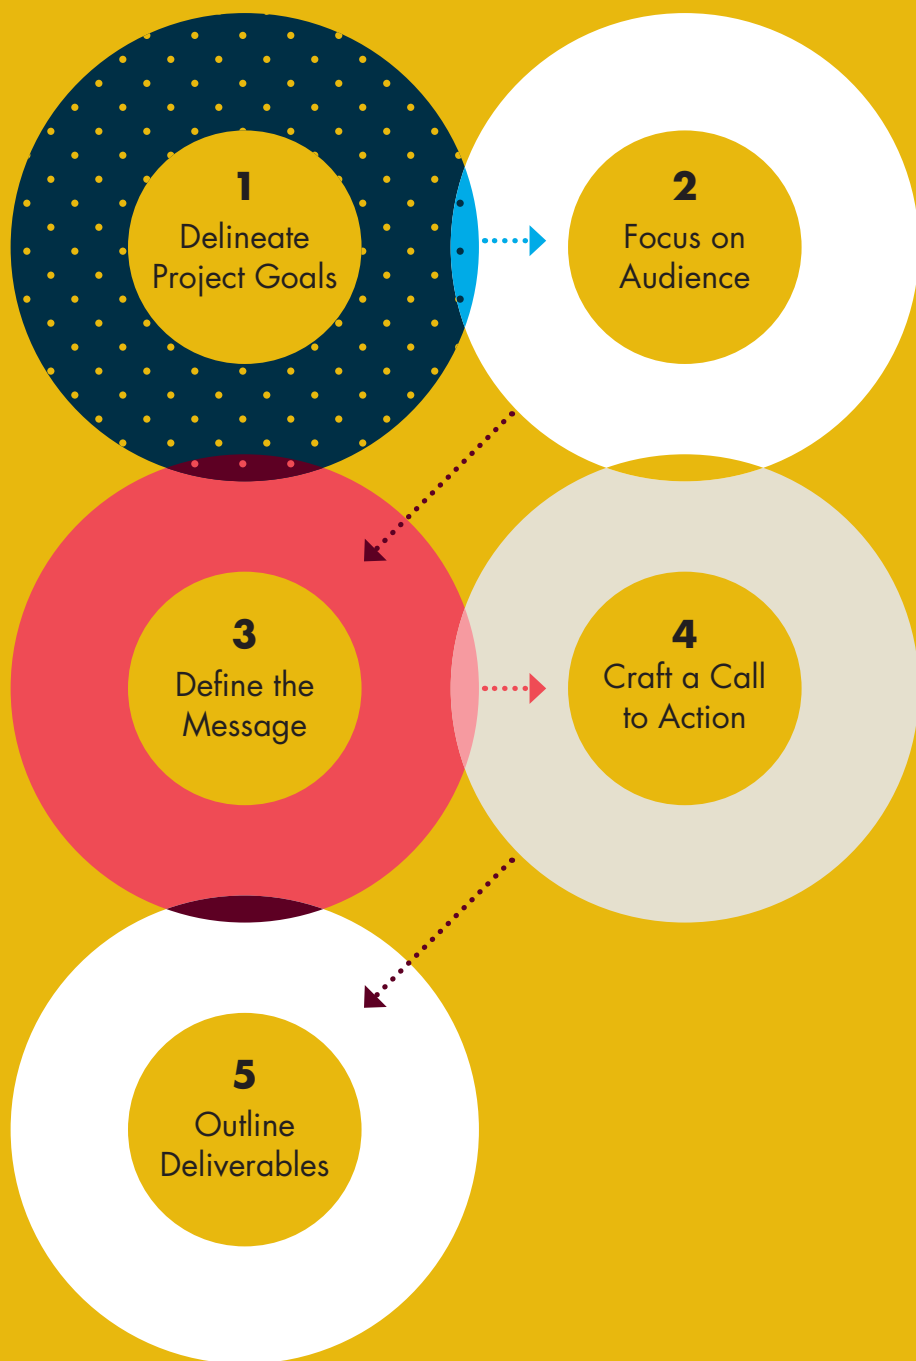 1
Delineate
Project Goals
2
Focus on
Audience
3
Define the
Message
4
Craft a Call
to Action
5
Outline
Deliverables